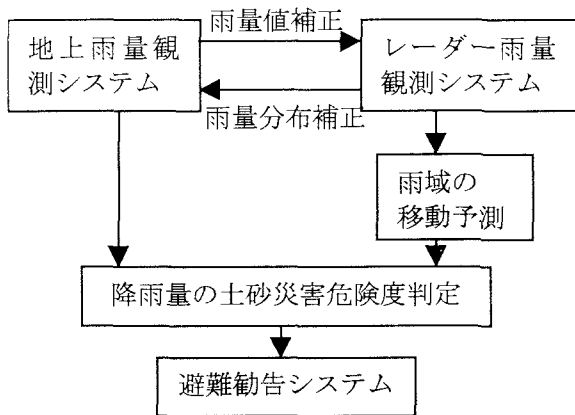 雨量値補正
地上雨量観
測システム
レーダー雨量
観測システム
雨量分布補正
雨域の
移動予測
降雨量の土砂災害危険度判定
避難勧告システム